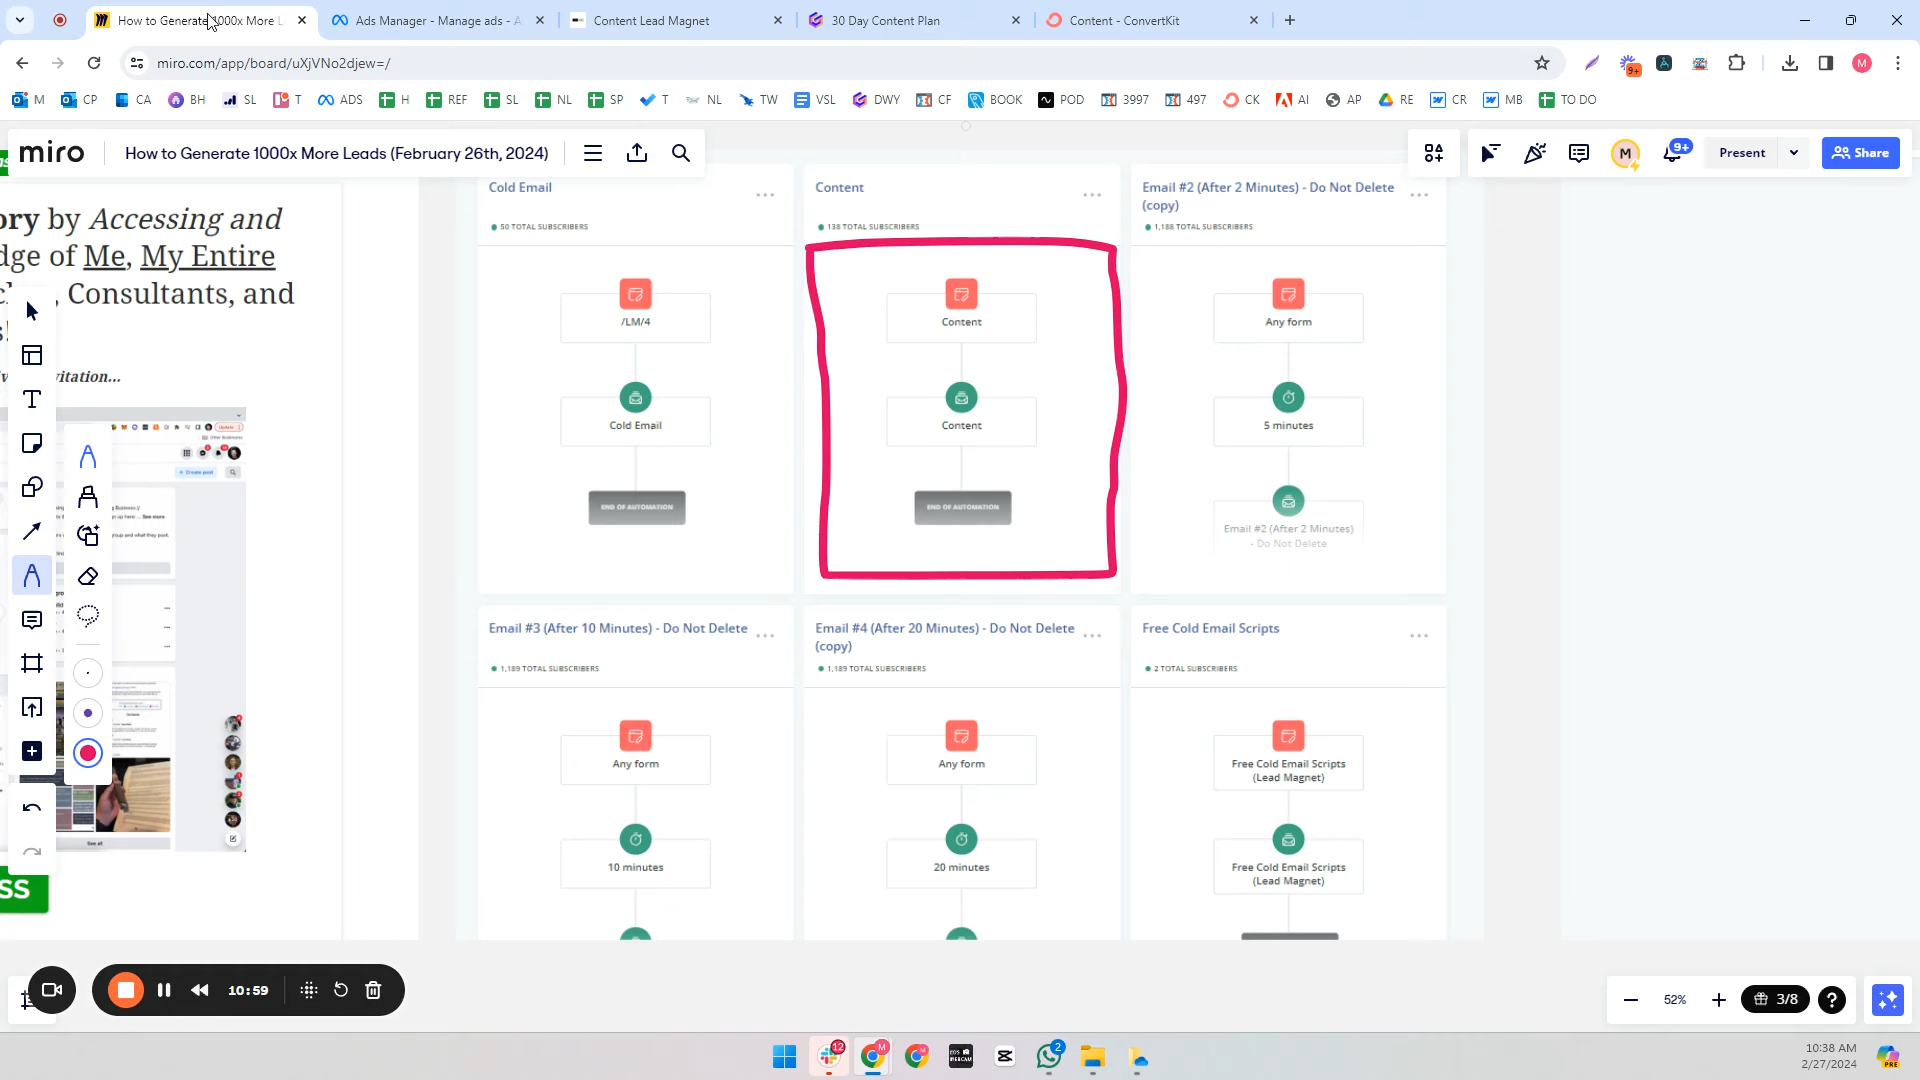 How to Generate 1000x More L
Ads Manager - Manage ads - A
Content Lead Magnet
30 Day Content Plan
Content - ConvertKit
miro.com/app/board/uXjVNo2djew=/
9+
M
M
CP
CA
BH
SL
T
ADS
H
REF
SL
NL
SP
T
NL
TW
VSL
DWY
CF
BOOK
POD
3997
497
CK
AI
AP
RE
CR
MB
TO DO
miro
How to Generate 1000x More Leads (February 26th, 2024)
M
9+
Present
Share
ory by Accessing and
dge of Me, My Entire
Consultants, and
itation...
See all
SS
Cold Email
50 TOTAL SUBSCRIBERS
/LM/4
Cold Email
END OF AUTOMATION
Content
138 TOTAL SUBSCRIBERS
Content
Content
END OF AUTOMATION
Email #2 (After 2 Minutes) - Do Not Delete
(copy)
1,188 TOTAL SUBSCRIBERS
Any form
5 minutes
Email #2 (After 2 Minutes)
- Do Not Delete
Email #3 (After 10 Minutes) - Do Not Delete
1,189 TOTAL SUBSCRIBERS
Any form
10 minutes
Email #4 (After 20 Minutes) - Do Not Delete
(copy)
1,189 TOTAL SUBSCRIBERS
Any form
20 minutes
Free Cold Email Scripts
2 TOTAL SUBSCRIBERS
Free Cold Email Scripts
(Lead Magnet)
Free Cold Email Scripts
(Lead Magnet)
10:59
52%
3/8
12
M
2
10:38 AM
2/27/2024
PRE